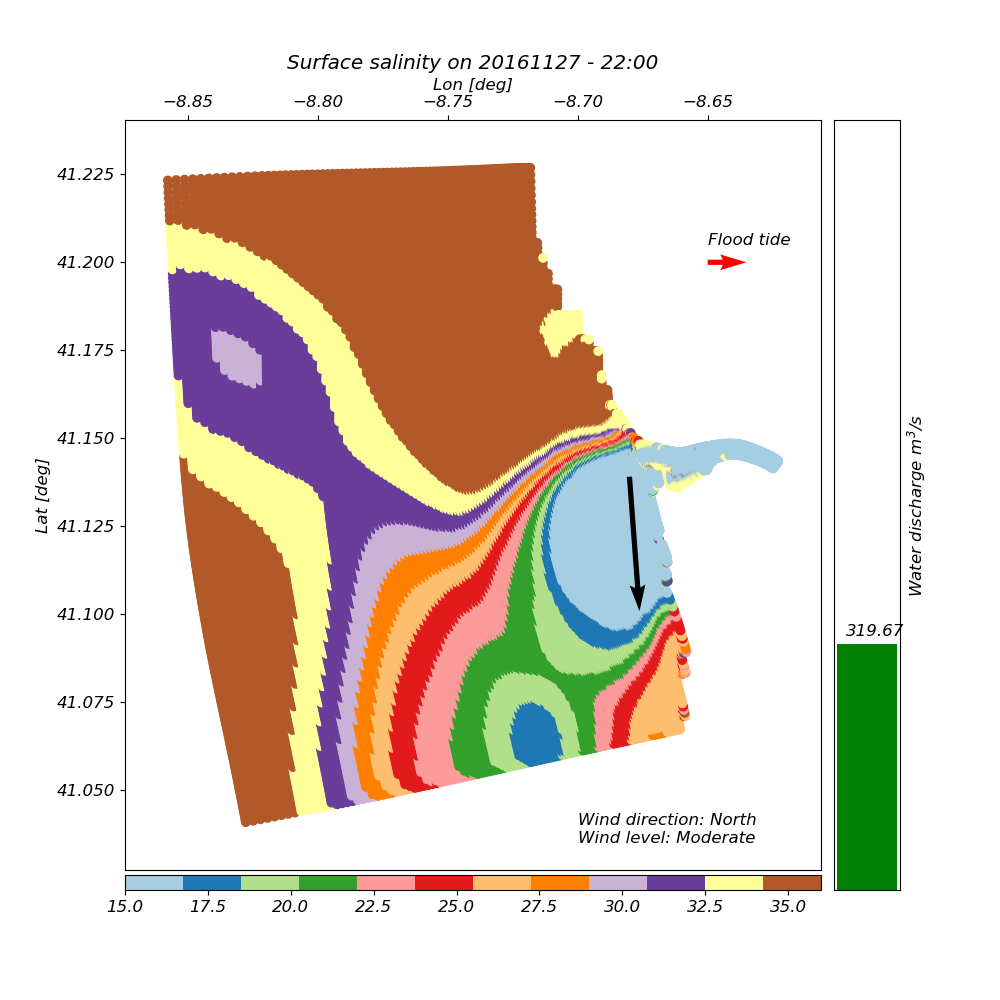 Surface salinity on 20161127 - 22:00
Lon [deg]
−8.85 −8.80 −8.75 −8.70 −8.65
41.225
41.200
41.175
41.150
41.125
41.100
41.075
41.050
Lat [deg]
Flood tide
Wind direction: North
Wind level: Moderate
319.67
Water discharge m³/s
15.0 17.5 20.0 22.5 25.0 27.5 30.0 32.5 35.0